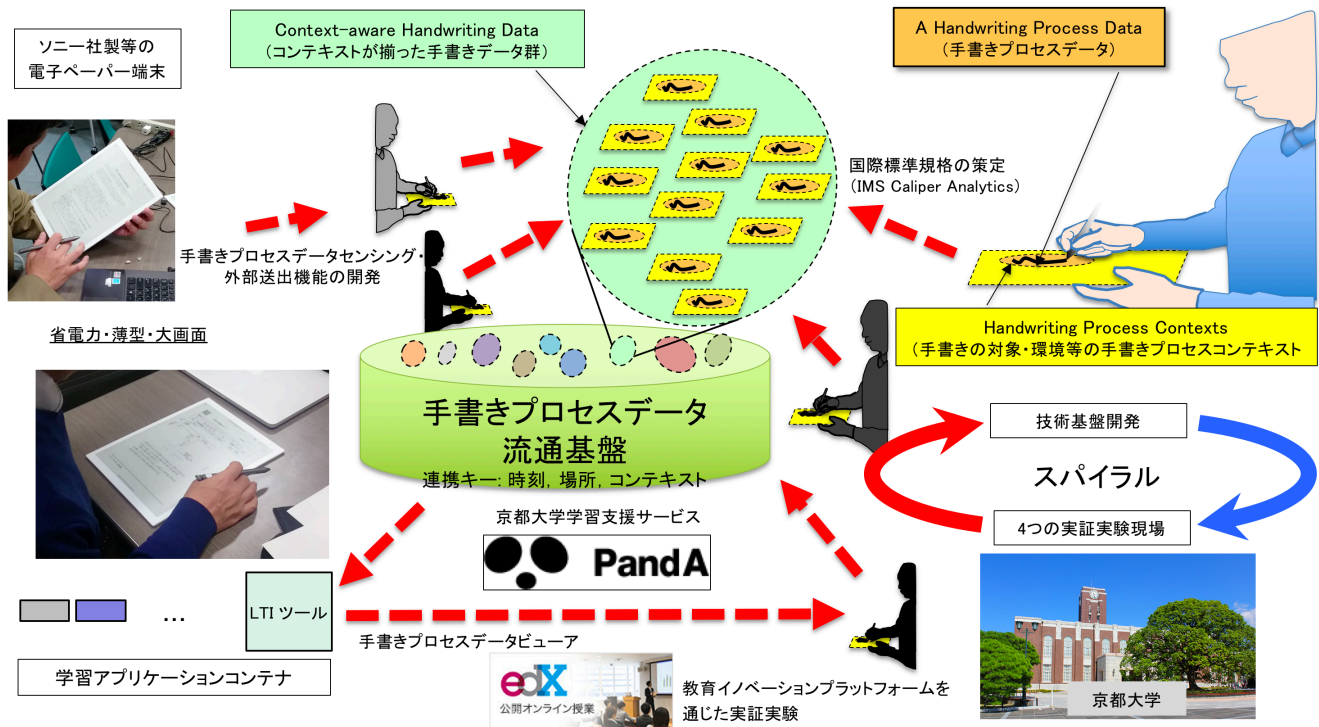 ソニー社製等の
電子ペーパー端末
Context-aware Handwriting Data
（コンテキストが揃った手書きデータ群）
A Handwriting Process Data
（手書きプロセスデータ）
国際標準規格の策定
（IMS Caliper Analytics）
手書きプロセスデータセンシング・
外部送出機能の開発
省電力・薄型・大画面
Handwriting Process Contexts
（手書きの対象・環境等の手書きプロセスコンテキスト
手書きプロセスデータ
流通基盤
連携キー: 時刻, 場所, コンテキスト
技術基盤開発
スパイラル
4つの実証実験現場
京都大学学習支援サービス
PandA
...
LTI ツール
手書きプロセスデータビューア
学習アプリケーションコンテナ
edX
公開オンライン授業
教育イノベーションプラットフォームを
通じた実証実験
京都大学